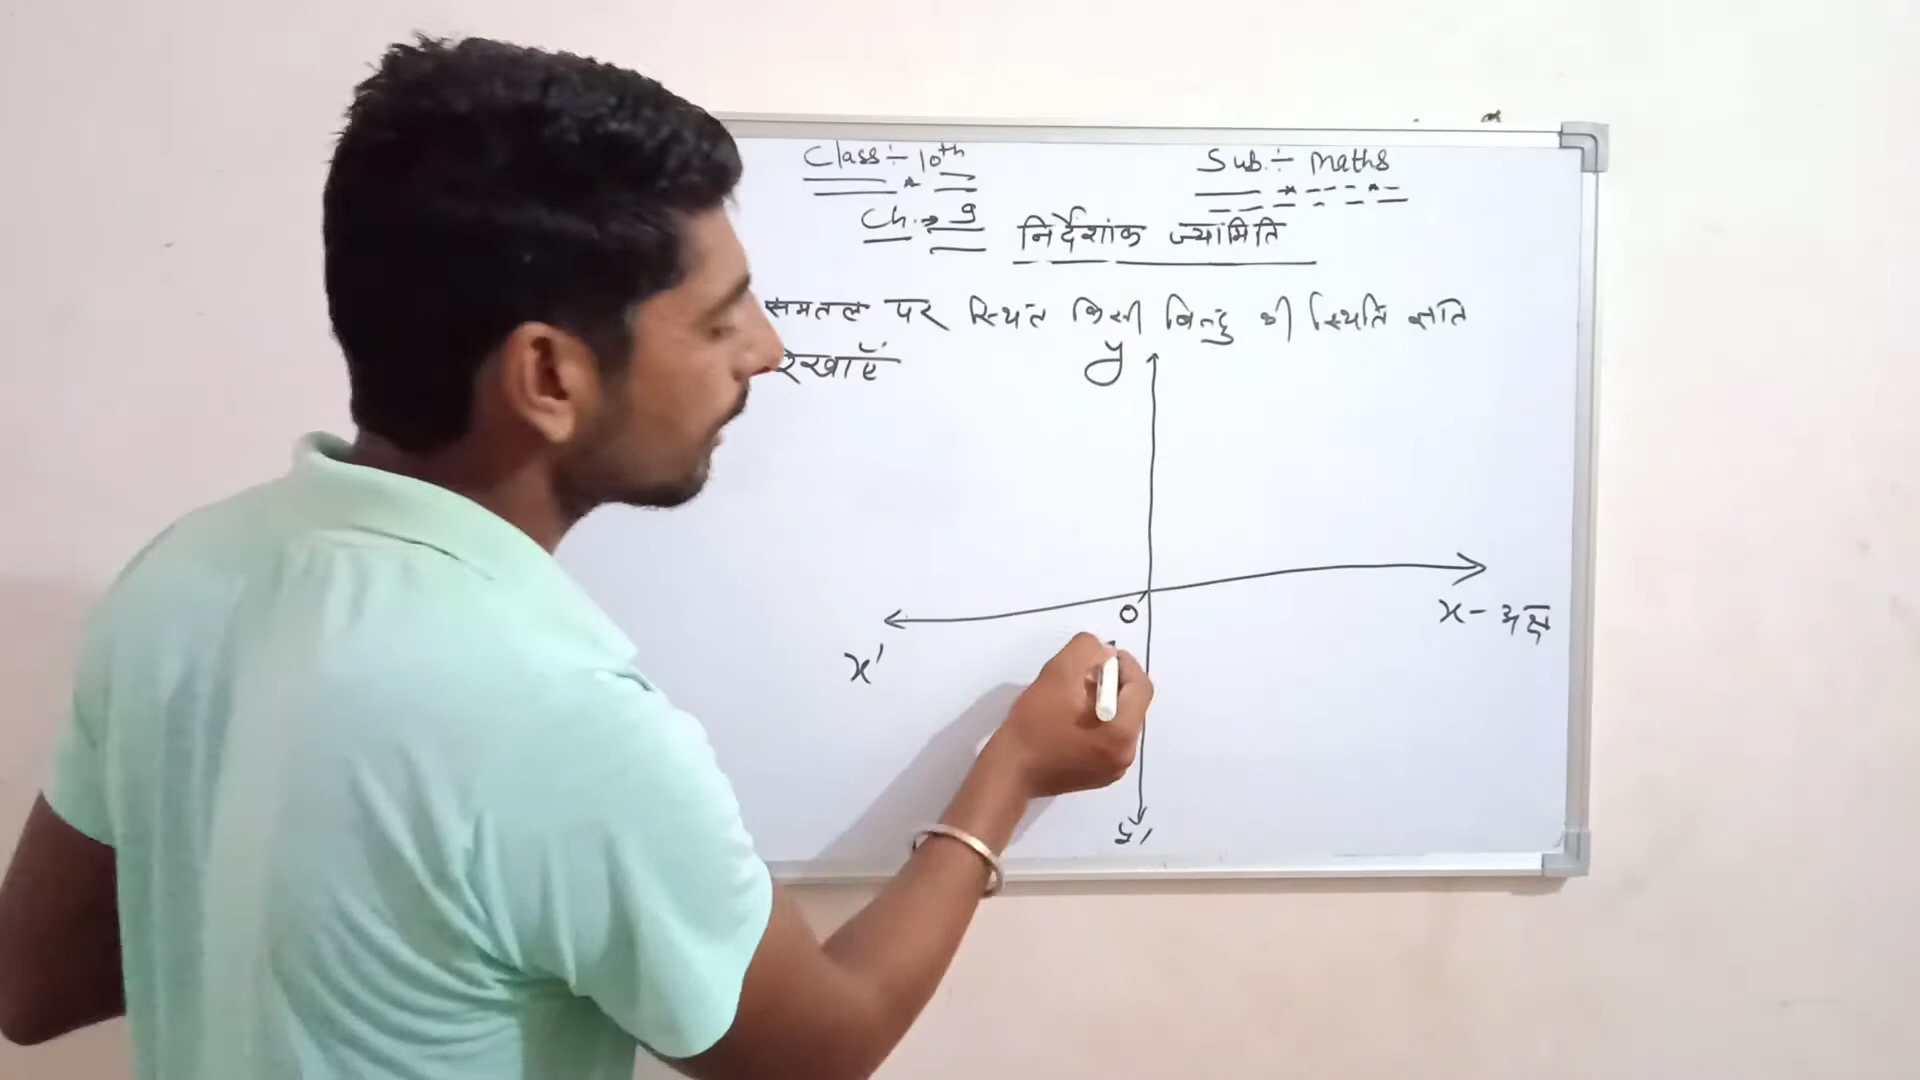 Class:- 10th
Sub:- Maths
Ch.→ 9 निर्देशांक ज्यामिति
समतल पर स्थित किसी बिन्दु की स्थिति ज्ञात
रेखाएँ
y
O
x - अक्ष
x'
y'